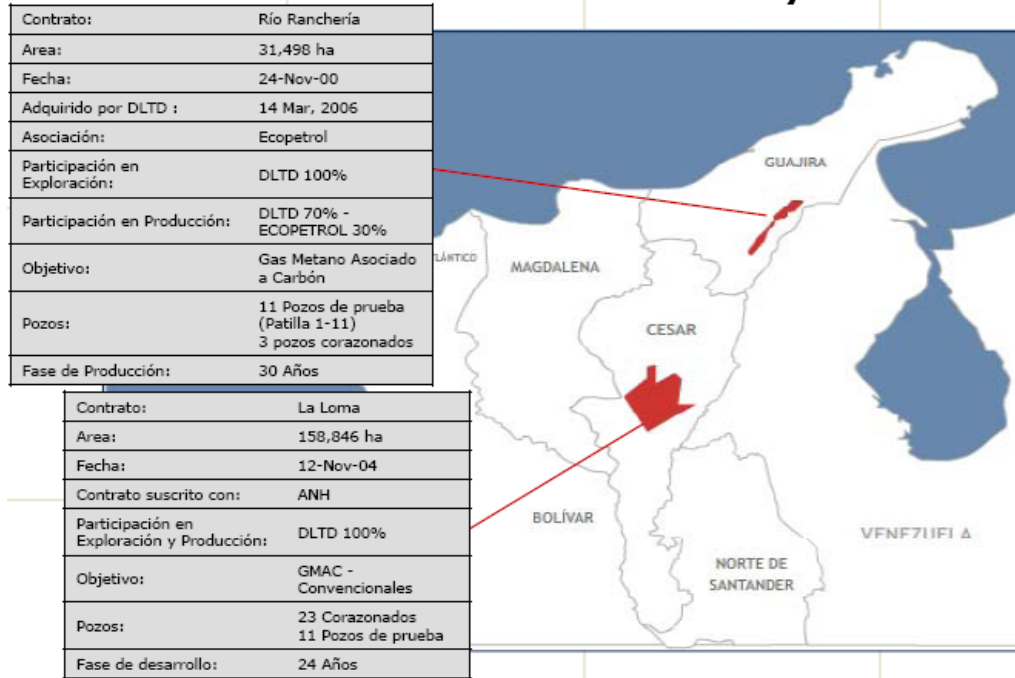 Contrato: Río Ranchería
Area: 31,498 ha
Fecha: 24-Nov-00
Adquirido por DLTD : 14 Mar, 2006
Asociación: Ecopetrol
Participación en
Exploración: DLTD 100%
Participación en Producción: DLTD 70% -
ECOPETROL 30%
Objetivo: Gas Metano Asociado
a Carbón
Pozos: 11 Pozos de prueba
(Patilla 1-11)
3 pozos corazonados
Fase de Producción: 30 Años
Contrato: La Loma
Area: 158,846 ha
Fecha: 12-Nov-04
Contrato suscrito con: ANH
Participación en
Exploración y Producción: DLTD 100%
Objetivo: GMAC -
Convencionales
Pozos: 23 Corazonados
11 Pozos de prueba
Fase de desarrollo: 24 Años
GUAJIRA
TLÁNTICO
MAGDALENA
CESAR
BOLÍVAR
VENEZUELA
NORTE DE
SANTANDER